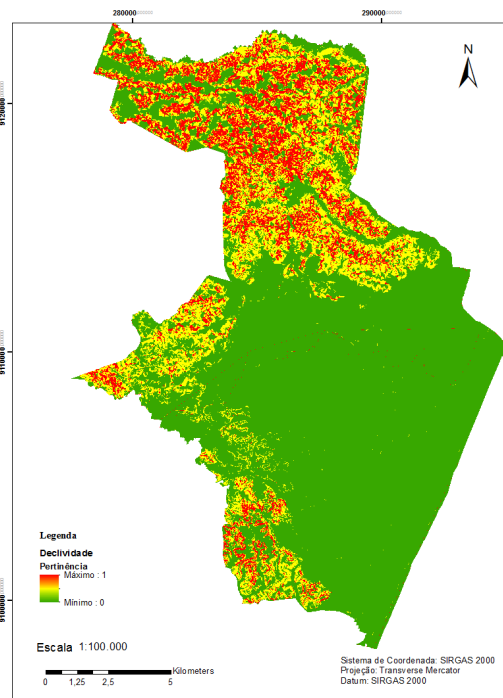 280000 290000
N
9120000
9110000
9100000
Legenda
Declividade
Pertinência
Máximo : 1
Mínimo : 0
Escala 1:100.000
Kilometers
0 1,25 2,5 5
Sistema de Coordenada: SIRGAS 2000
Projeção: Transverse Mercator
Datum: SIRGAS 2000